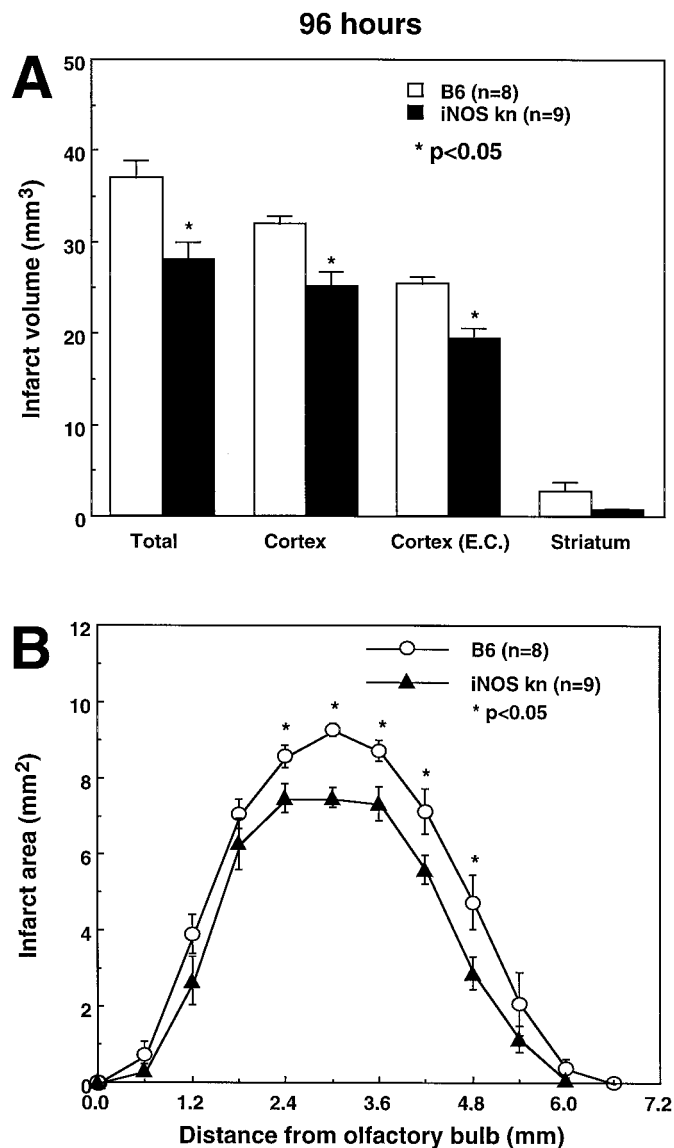 96 hours
A
50
40
30
20
10
0
Infarct volume (mm3)
B6 (n=8)
iNOS kn (n=9)
* p<0.05
*
*
*
Total Cortex Cortex (E.C.) Striatum
B
12
10
8
6
4
2
0
Infarct area (mm2)
B6 (n=8)
iNOS kn (n=9)
* p<0.05
* * * * *
0.0 1.2 2.4 3.6 4.8 6.0 7.2
Distance from olfactory bulb (mm)